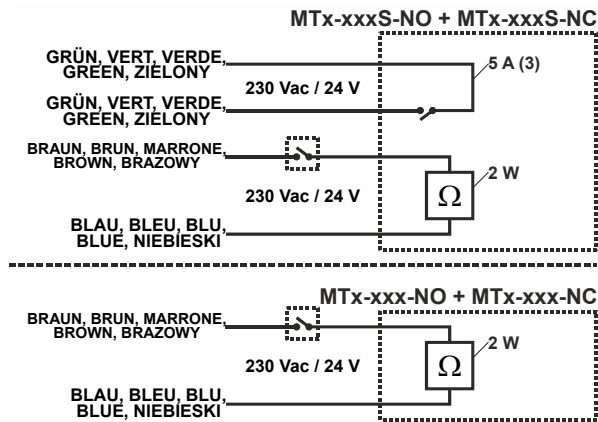 MTx-xxxS-NO + MTx-xxxS-NC
GRÜN, VERT, VERDE,
GREEN, ZIELONY
5 A (3)
230 Vac / 24 V
GRÜN, VERT, VERDE,
GREEN, ZIELONY
BRAUN, BRUN, MARRONE,
BROWN, BRAZOWY
2 W
Ω
230 Vac / 24 V
BLAU, BLEU, BLU,
BLUE, NIEBIESKI
MTx-xxx-NO + MTx-xxx-NC
BRAUN, BRUN, MARRONE,
BROWN, BRAZOWY
2 W
Ω
230 Vac / 24 V
BLAU, BLEU, BLU,
BLUE, NIEBIESKI